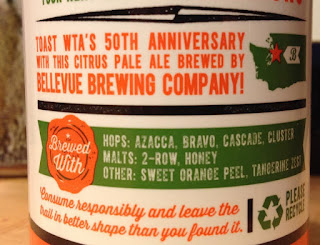 TOAST WTA'S 50TH ANNIVERSARY
WITH THIS CITRUS PALE ALE BREWED BY
BELLEVUE BREWING COMPANY!
B
Brewed
With
HOPS: AZACCA, BRAVO, CASCADE, CLUSTER
MALTS: 2-ROW, HONEY
OTHER: SWEET ORANGE PEEL, TANGERINE ZEST
Consume responsibly and leave the
trail in better shape than you found it.
PLEASE
RECYCLE